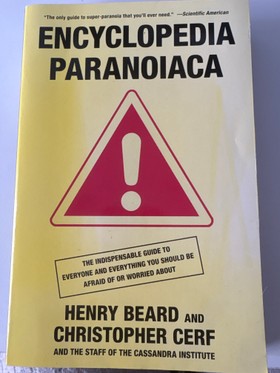 "The only guide to super-paranoia that you'll ever need." —Scientific American
ENCYCLOPEDIA
PARANOIACA
!
THE INDISPENSABLE GUIDE TO
EVERYONE AND EVERYTHING YOU SHOULD BE
AFRAID OF OR WORRIED ABOUT
HENRY BEARD AND
CHRISTOPHER CERF
AND THE STAFF OF THE CASSANDRA INSTITUTE